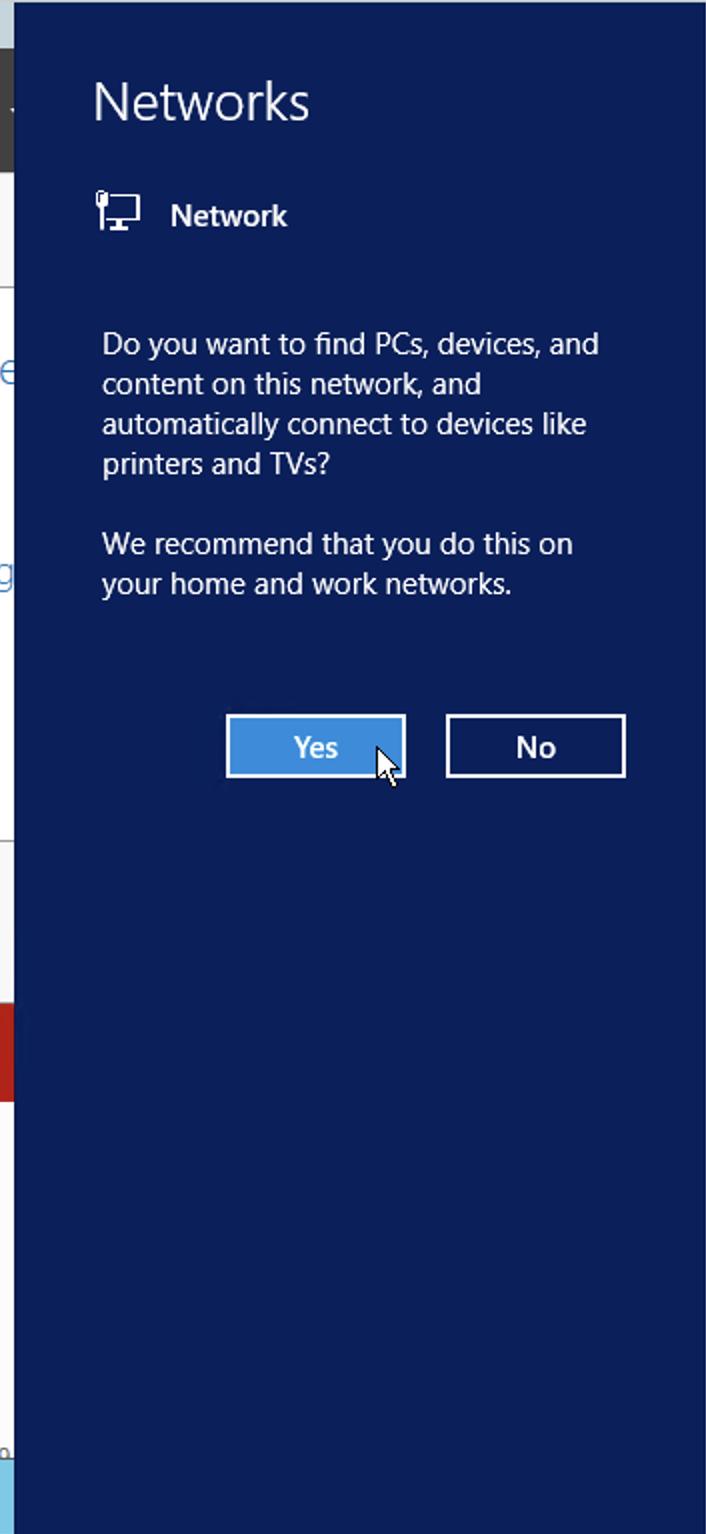 Networks
Network
Do you want to find PCs, devices, and
content on this network, and
automatically connect to devices like
printers and TVs?
We recommend that you do this on
your home and work networks.
Yes
No